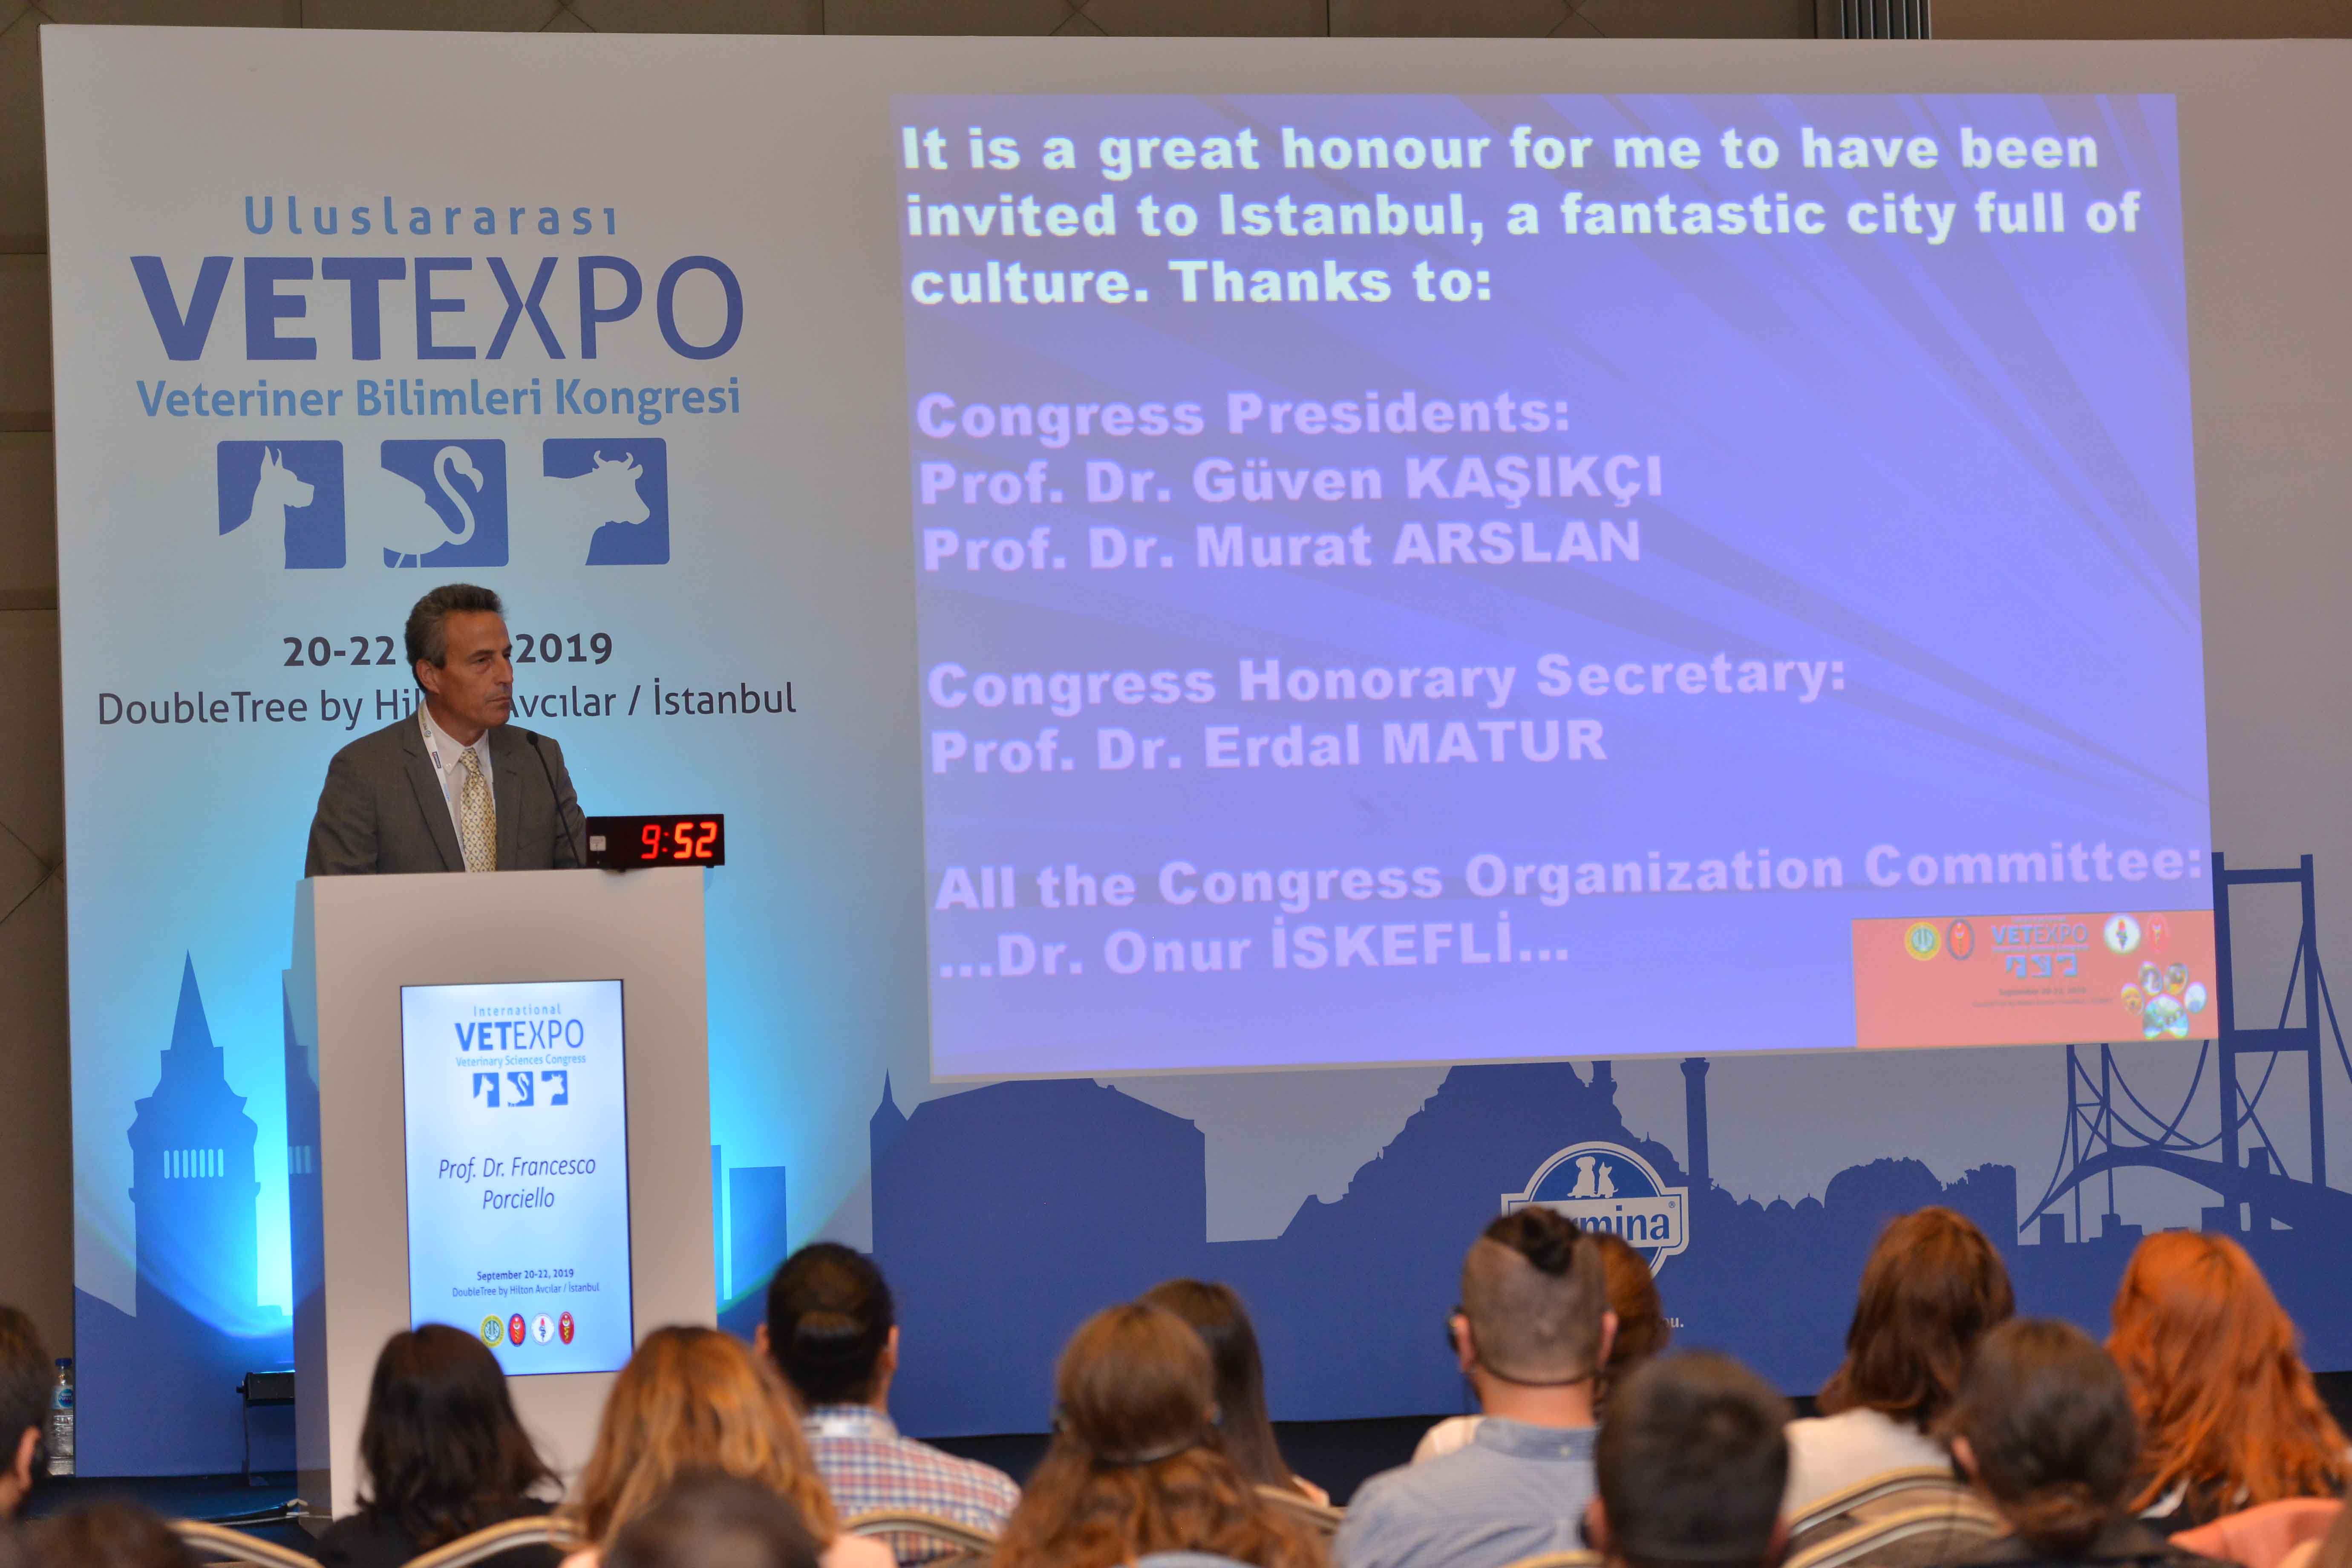 Uluslararası
VETEXPO
Veteriner Bilimleri Kongresi
20-22 2019
DoubleTree by Avcılar / İstanbul
It is a great honour for me to have been
invited to Istanbul, a fantastic city full of
culture. Thanks to:
Congress Presidents:
Prof. Dr. Güven KAŞIKÇI
Prof. Dr. Murat ARSLAN
Congress Honorary Secretary:
Prof. Dr. Erdal MATUR
All the Congress Organization Committee:
...Dr. Onur İSKEFLİ...
VETEXPO
9:52
International
VETEXPO
Veterinary Sciences Congress
Prof. Dr. Francesco
Porciello
September 20-22, 2019
DoubleTree by Hilton Avcılar / İstanbul